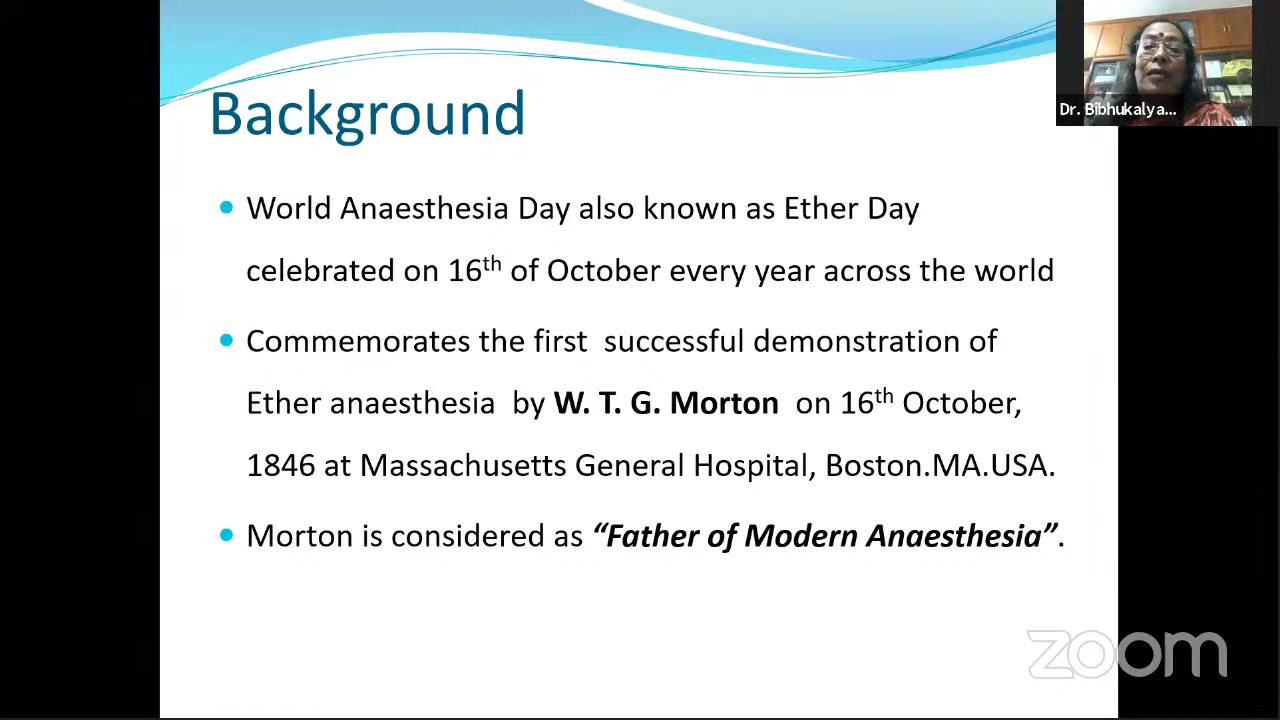 Background
Dr. Bibhukalya...
World Anaesthesia Day also known as Ether Day
celebrated on 16th of October every year across the world
Commemorates the first successful demonstration of
Ether anaesthesia by W. T. G. Morton on 16th October,
1846 at Massachusetts General Hospital, Boston.MA.USA.
Morton is considered as “Father of Modern Anaesthesia”.
zoom